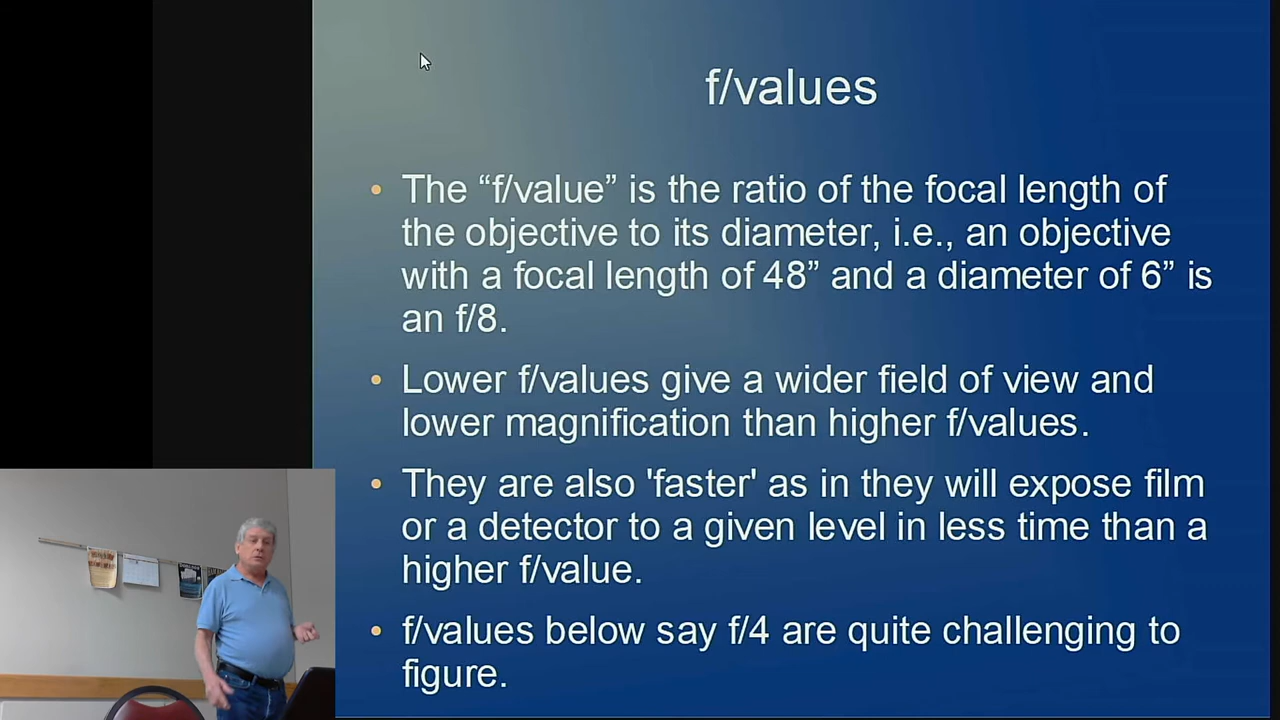 f/values
• The “f/value” is the ratio of the focal length of
the objective to its diameter, i.e., an objective
with a focal length of 48” and a diameter of 6” is
an f/8.
• Lower f/values give a wider field of view and
lower magnification than higher f/values.
• They are also 'faster' as in they will expose film
or a detector to a given level in less time than a
higher f/value.
• f/values below say f/4 are quite challenging to
figure.